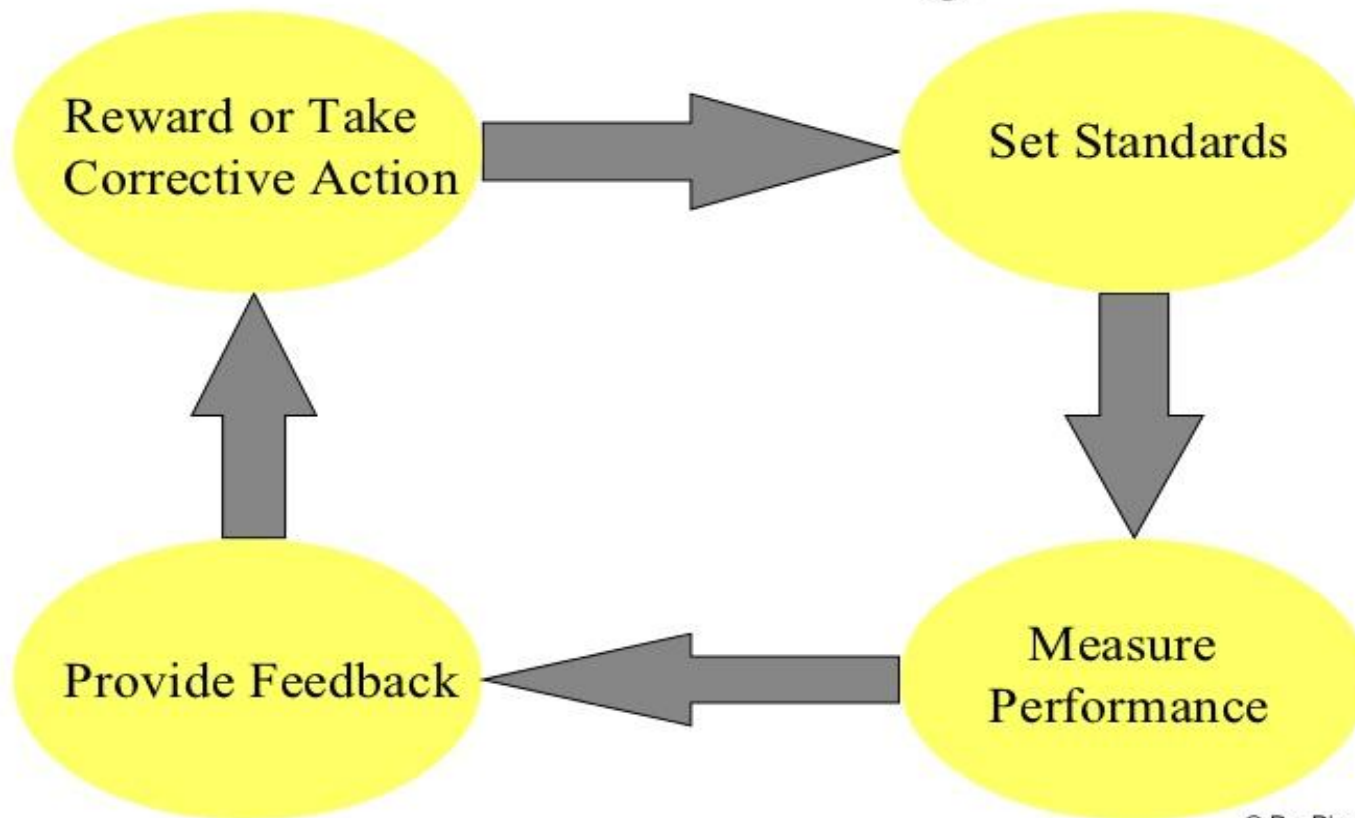 Reward or Take
Corrective Action
Set Standards
Provide Feedback
Measure
Performance